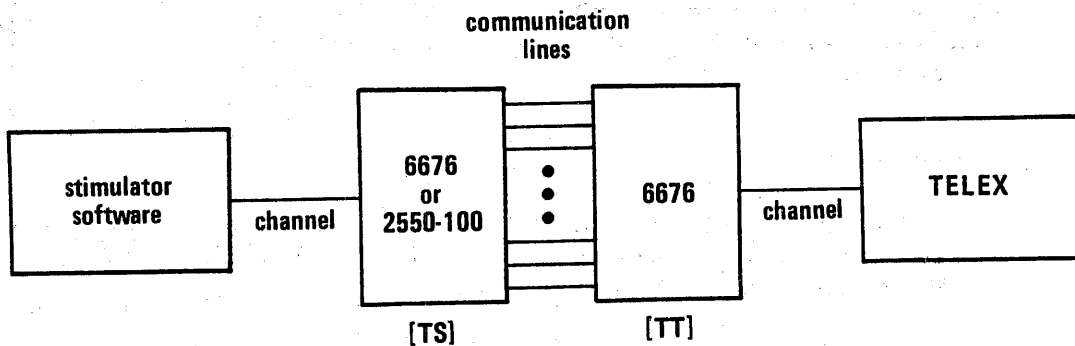 communication
lines
stimulator
software
channel
6676
or
2550-100
6676
channel
TELEX
[TS]
[TT]